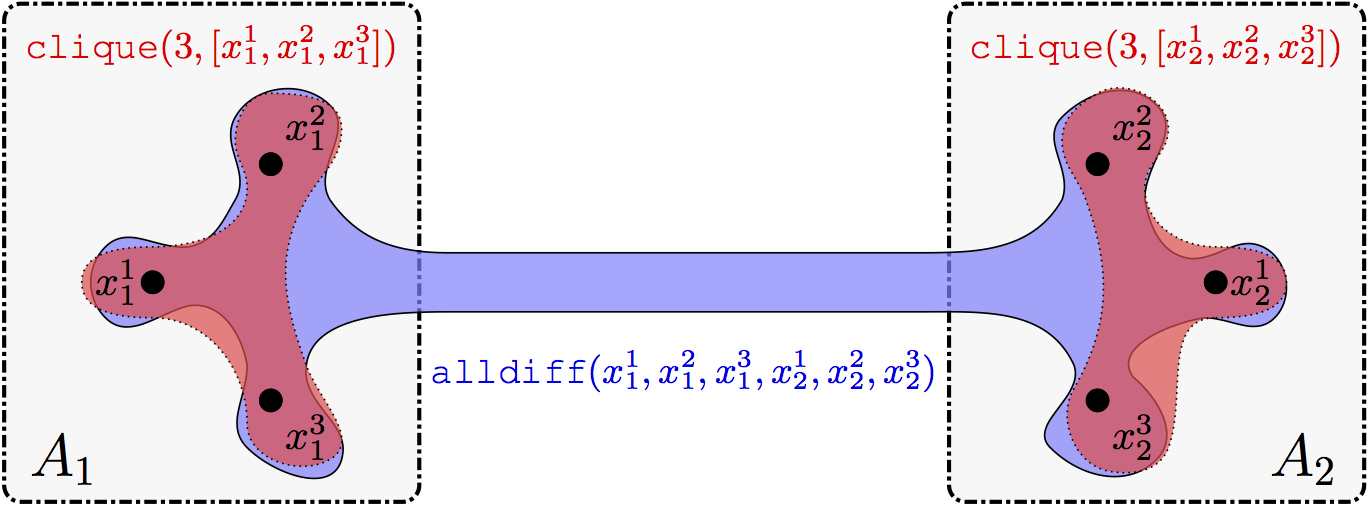 clique(3, [x_1^1, x_1^2, x_1^3])
clique(3, [x_2^1, x_2^2, x_2^3])
x_1^2
x_2^2
x_1^1
x_2^1
alldiff(x_1^1, x_1^2, x_1^3, x_2^1, x_2^2, x_2^3)
x_1^3
x_2^3
A_1
A_2